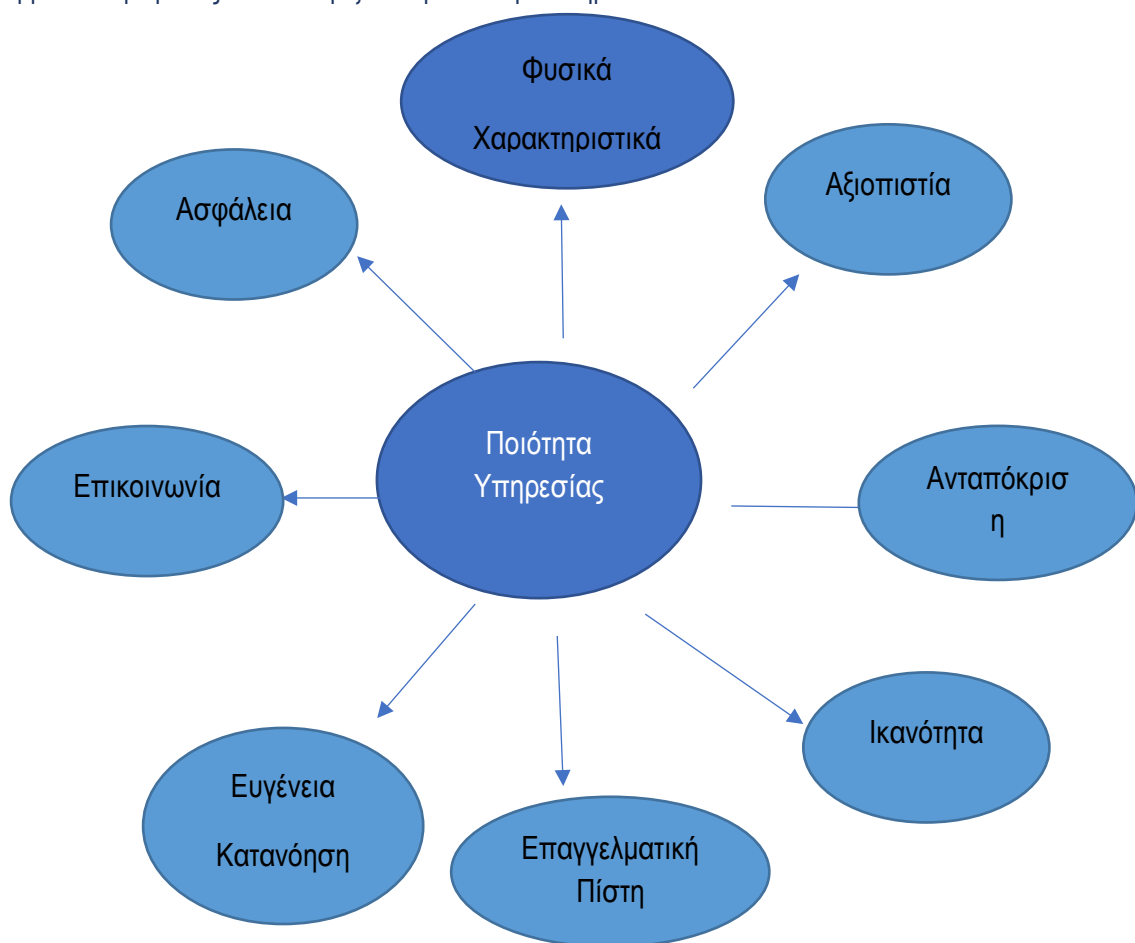 Φυσικά
Χαρακτηριστικά
Αξιοπιστία
Ασφάλεια
Ποιότητα
Υπηρεσίας
Επικοινωνία
Ανταπόκρισ
η
Ικανότητα
Ευγένεια
Κατανόηση
Επαγγελματική
Πίστη